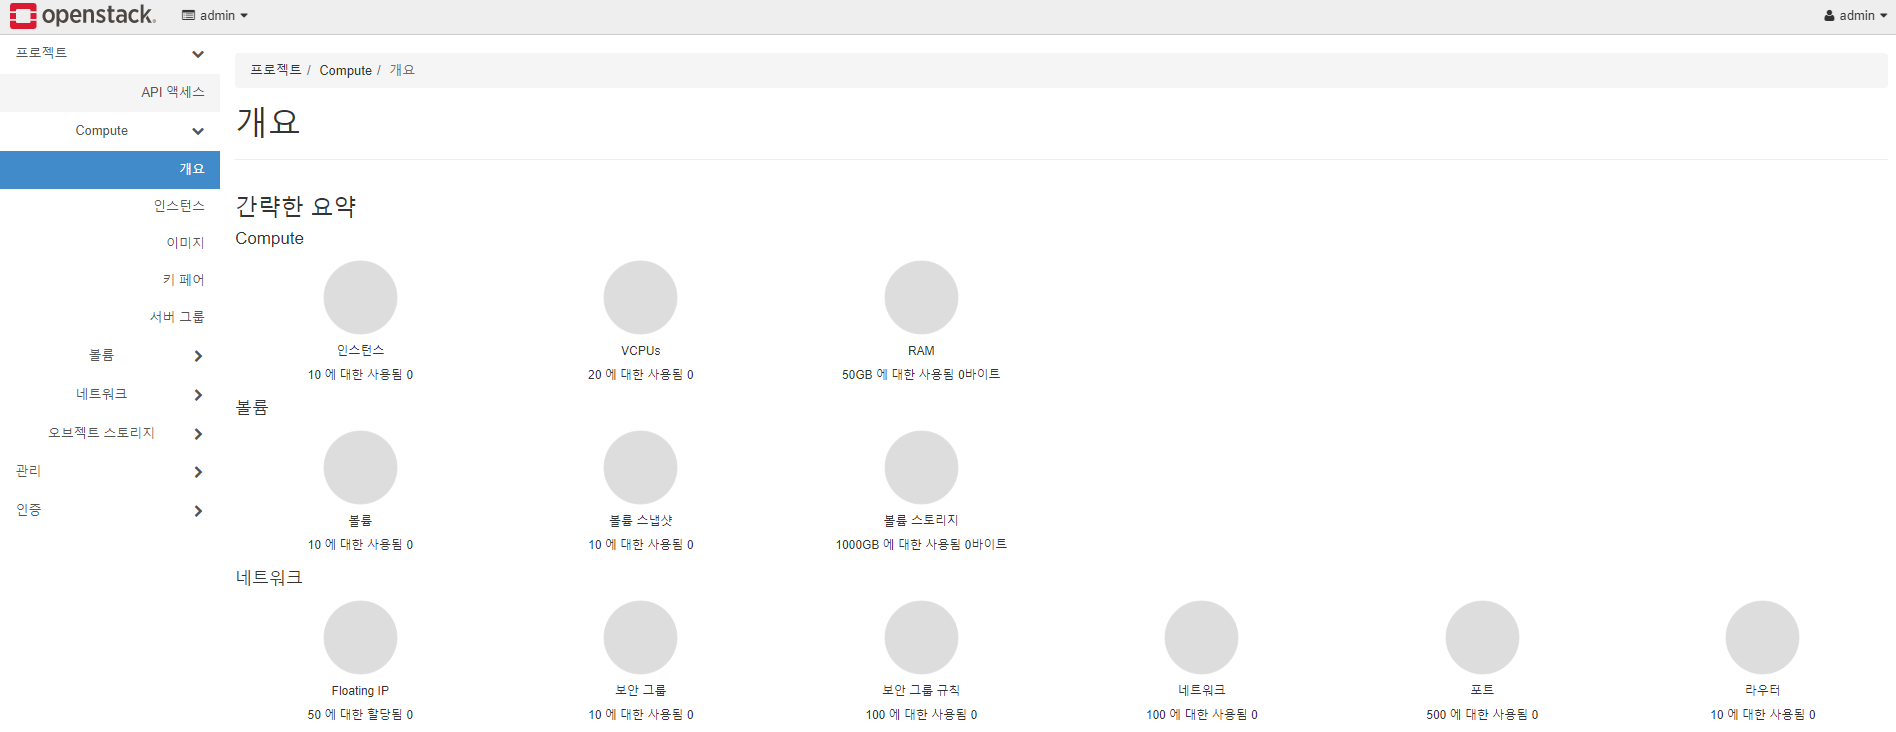 openstack. admin admin
프로젝트
API 액세스
Compute
개요
인스턴스
이미지
키 페어
서버 그룹
볼륨
네트워크
오브젝트 스토리지
관리
인증
프로젝트 / Compute / 개요
개요
간략한 요약
Compute
인스턴스 VCPUs RAM
10 에 대한 사용됨 0 20 에 대한 사용됨 0 50GB 에 대한 사용됨 0바이트
볼륨
볼륨 볼륨 스냅샷 볼륨 스토리지
10 에 대한 사용됨 0 10 에 대한 사용됨 0 1000GB 에 대한 사용됨 0바이트
네트워크
Floating IP 보안 그룹 보안 그룹 규칙 네트워크 포트 라우터
50 에 대한 할당됨 0 10 에 대한 사용됨 0 100 에 대한 사용됨 0 100 에 대한 사용됨 0 500 에 대한 사용됨 0 10 에 대한 사용됨 0